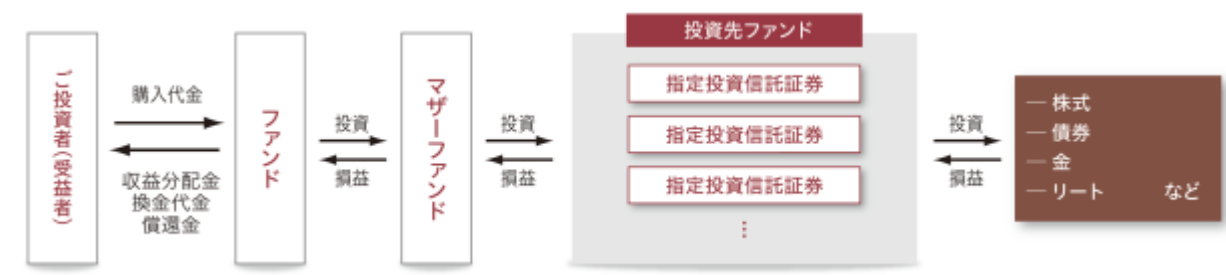 ご投資者（受益者）
購入代金
収益分配金
換金代金
償還金
ファンド
投資
損益
マザーファンド
投資
損益
投資先ファンド
指定投資信託証券
指定投資信託証券
指定投資信託証券
⋮
投資
損益
― 株式
― 債券
― 金
― リート など